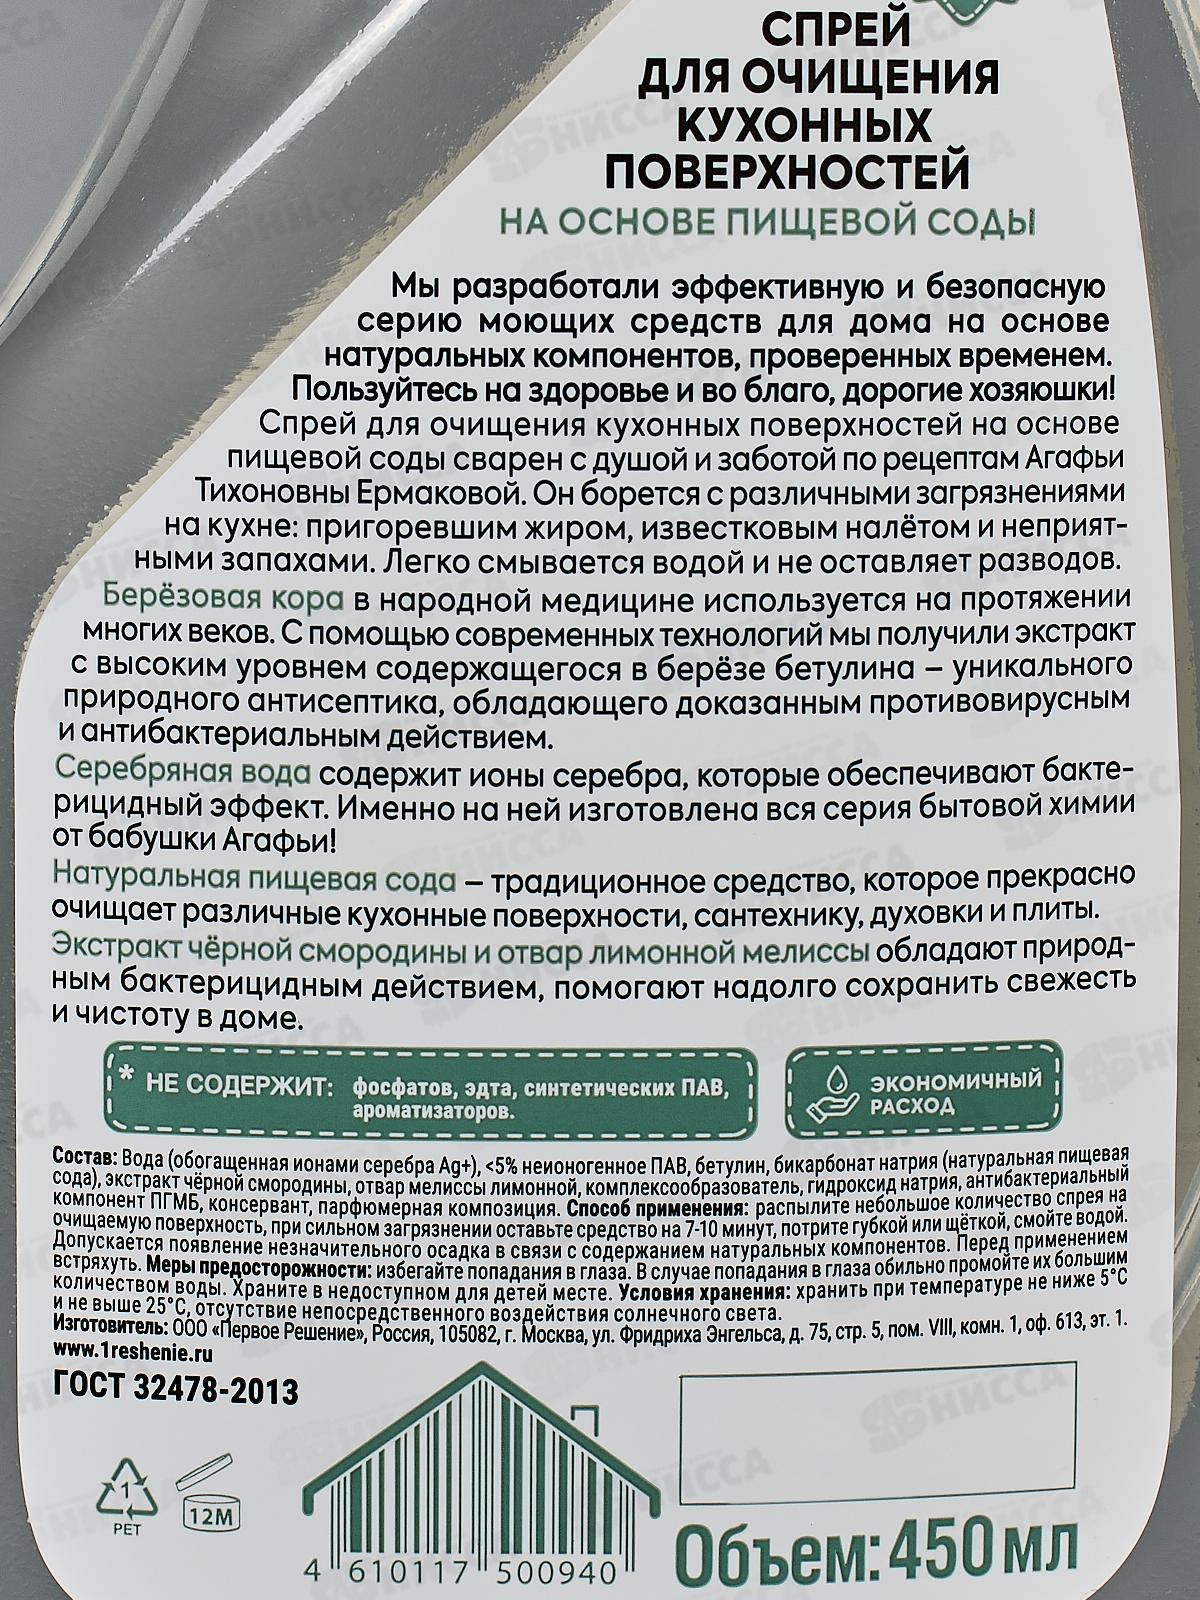 СПРЕЙ
ДЛЯ ОЧИЩЕНИЯ
КУХОННЫХ
ПОВЕРХНОСТЕЙ
НА ОСНОВЕ ПИЩЕВОЙ СОДЫ
Мы разработали эффективную и безопасную
серию моющих средств для дома на основе
натуральных компонентов, проверенных временем.
Пользуйтесь на здоровье и во благо, дорогие хозяюшки!
Спрей для очищения кухонных поверхностей на основе
пищевой соды сварен с душой и заботой по рецептам Агафьи
Тихоновны Ермаковой. Он борется с различными загрязнениями
на кухне: пригоревшим жиром, известковым налётом и неприят-
ными запахами. Легко смывается водой и не оставляет разводов.
Берёзовая кора в народной медицине используется на протяжении
многих веков. С помощью современных технологий мы получили экстракт
с высоким уровнем содержащегося в берёзе бетулина – уникального
природного антисептика, обладающего доказанным противовирусным
и антибактериальным действием.
Серебряная вода содержит ионы серебра, которые обеспечивают бакте-
рицидный эффект. Именно на ней изготовлена вся серия бытовой химии
от бабушки Агафьи!
Натуральная пищевая сода – традиционное средство, которое прекрасно
очищает различные кухонные поверхности, сантехнику, духовки и плиты.
Экстракт чёрной смородины и отвар лимонной мелиссы обладают природ-
ным бактерицидным действием, помогают надолго сохранить свежесть
и чистоту в доме.
* НЕ СОДЕРЖИТ: фосфатов, эдта, синтетических ПАВ,
ароматизаторов.
ЭКОНОМИЧНЫЙ
РАСХОД
Состав: Вода (обогащенная ионами серебра Ag+), <5% неионогенное ПАВ, бетулин, бикарбонат натрия (натуральная пищевая
сода), экстракт чёрной смородины, отвар мелиссы лимонной, комплексообразователь, гидроксид натрия, антибактериальный
компонент ПГМБ, консервант, парфюмерная композиция. Способ применения: распылите небольшое количество спрея на
очищаемую поверхность, при сильном загрязнении оставьте средство на 7-10 минут, потрите губкой или щёткой, смойте водой.
Допускается появление незначительного осадка в связи с содержанием натуральных компонентов. Перед применением
встряхуть. Меры предосторожности: избегайте попадания в глаза. В случае попадания в глаза обильно промойте их большим
количеством воды. Храните в недоступном для детей месте. Условия хранения: хранить при температуре не ниже 5°С
и не выше 25°С, отсутствие непосредственного воздействия солнечного света.
Изготовитель: ООО «Первое Решение», Россия, 105082, г. Москва, ул. Фридриха Энгельса, д. 75, стр. 5, пом. VIII, комн. 1, оф. 613, эт. 1.
www.1reshenie.ru
ГОСТ 32478-2013
1
PET
12M
4 610117 500940
Объем: 450 мл